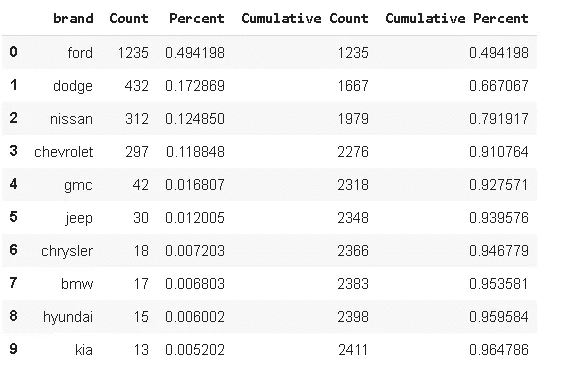 brand Count Percent Cumulative Count Cumulative Percent
0 ford 1235 0.494198 1235 0.494198
1 dodge 432 0.172869 1667 0.667067
2 nissan 312 0.124850 1979 0.791917
3 chevrolet 297 0.118848 2276 0.910764
4 gmc 42 0.016807 2318 0.927571
5 jeep 30 0.012005 2348 0.939576
6 chrysler 18 0.007203 2366 0.946779
7 bmw 17 0.006803 2383 0.953581
8 hyundai 15 0.006002 2398 0.959584
9 kia 13 0.005202 2411 0.964786